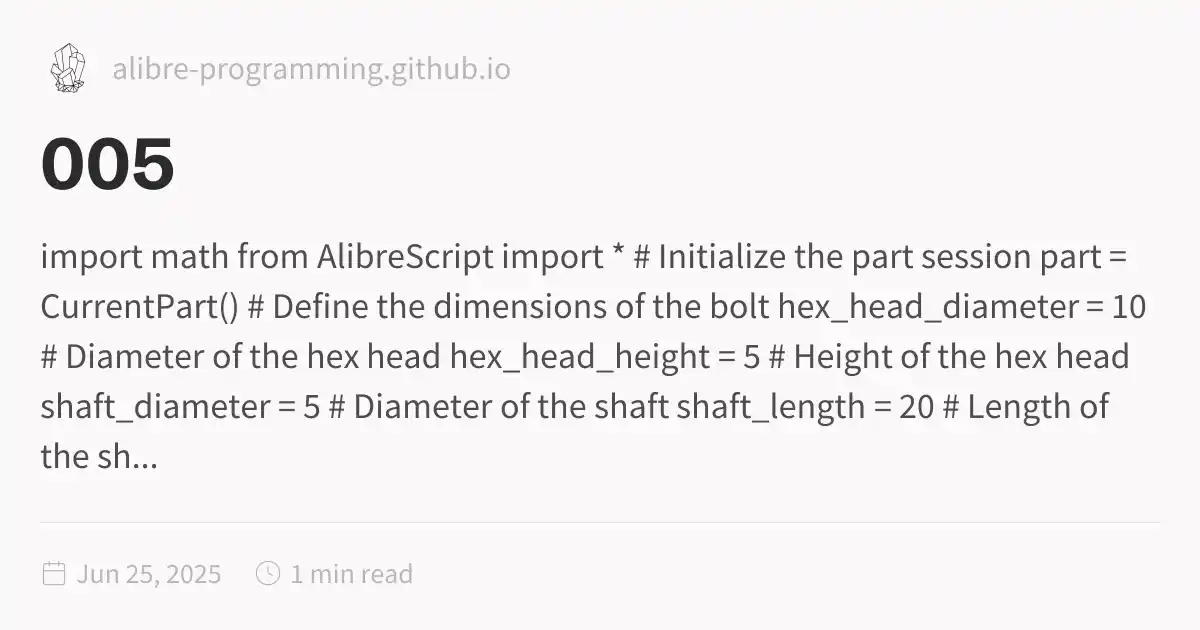 alibre-programming.github.io
005
import math from AlibreScript import * # Initialize the part session part =
CurrentPart() # Define the dimensions of the bolt hex_head_diameter = 10
# Diameter of the hex head hex_head_height = 5 # Height of the hex head
shaft_diameter = 5 # Diameter of the shaft shaft_length = 20 # Length of
the sh...
Jun 25, 2025 1 min read